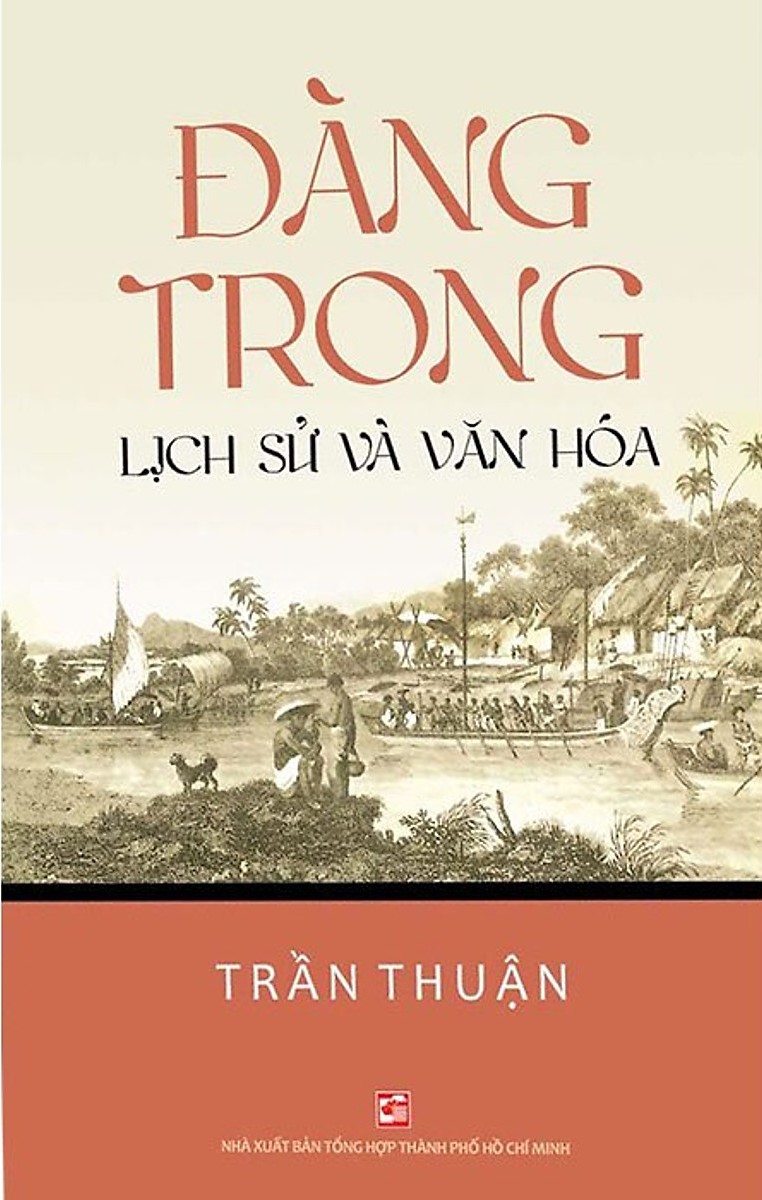 ĐÀNG
TRONG
LỊCH SỬ VÀ VĂN HÓA
TRẦN THUẬN
NHÀ XUẤT BẢN TỔNG HỢP THÀNH PHỐ HỒ CHÍ MINH